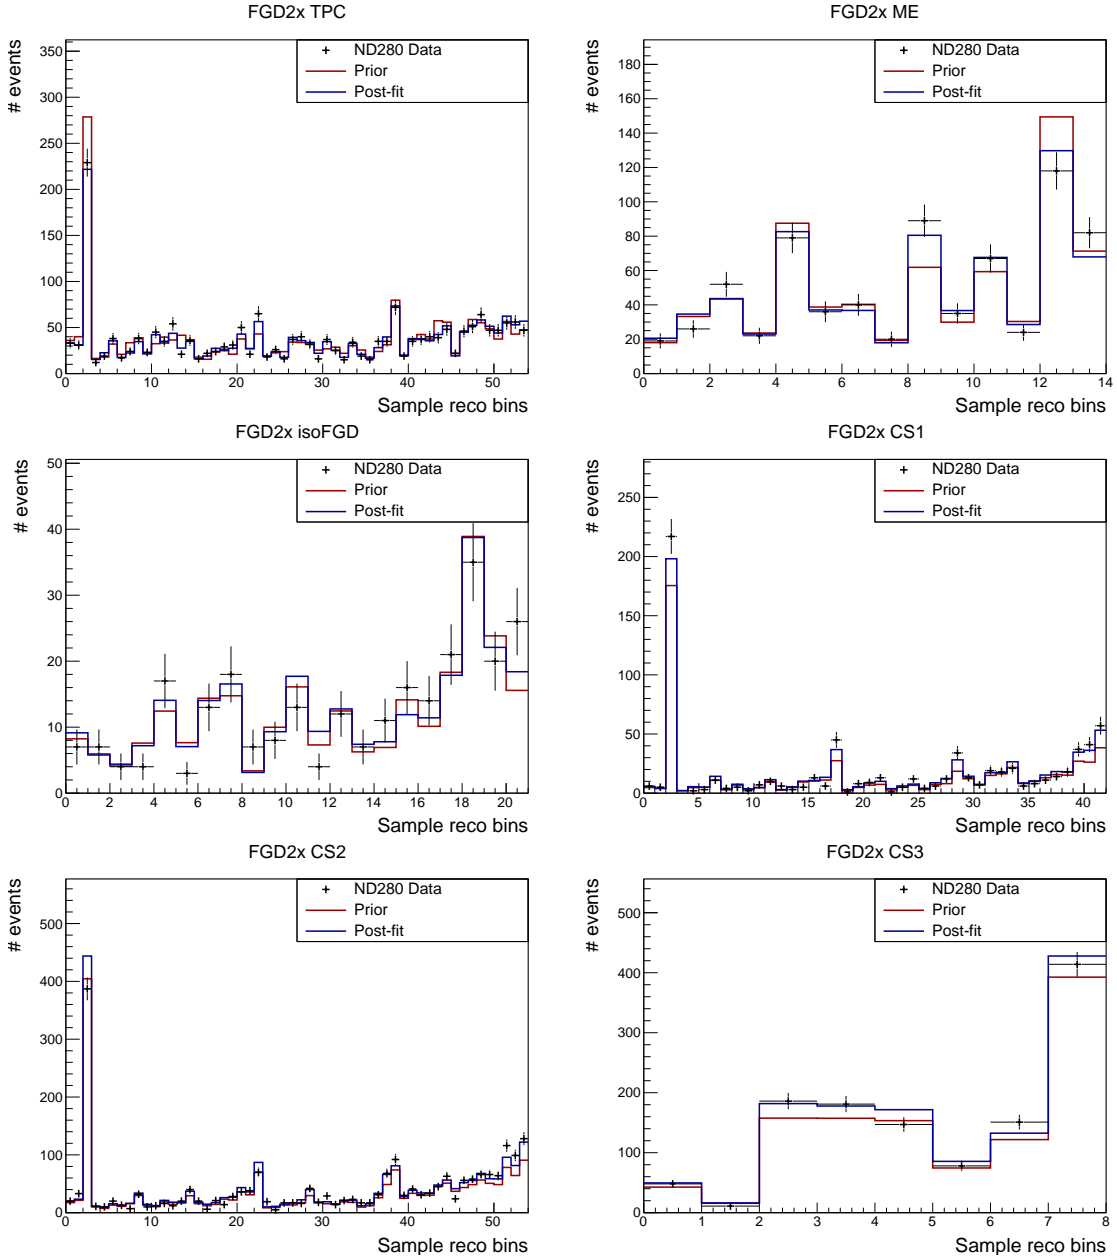 FGD2x TPC
# events
350
300
250
200
150
100
50
0
ND280 Data
Prior
Post-fit
0 10 20 30 40 50
Sample reco bins
FGD2x ME
# events
180
160
140
120
100
80
60
40
20
0
ND280 Data
Prior
Post-fit
0 2 4 6 8 10 12 14
Sample reco bins
FGD2x isoFGD
# events
50
40
30
20
10
0
ND280 Data
Prior
Post-fit
0 2 4 6 8 10 12 14 16 18 20
Sample reco bins
FGD2x CS1
# events
250
200
150
100
50
0
ND280 Data
Prior
Post-fit
0 5 10 15 20 25 30 35 40
Sample reco bins
FGD2x CS2
# events
500
400
300
200
100
0
ND280 Data
Prior
Post-fit
0 10 20 30 40 50
Sample reco bins
FGD2x CS3
# events
500
400
300
200
100
0
ND280 Data
Prior
Post-fit
0 1 2 3 4 5 6 7 8
Sample reco bins